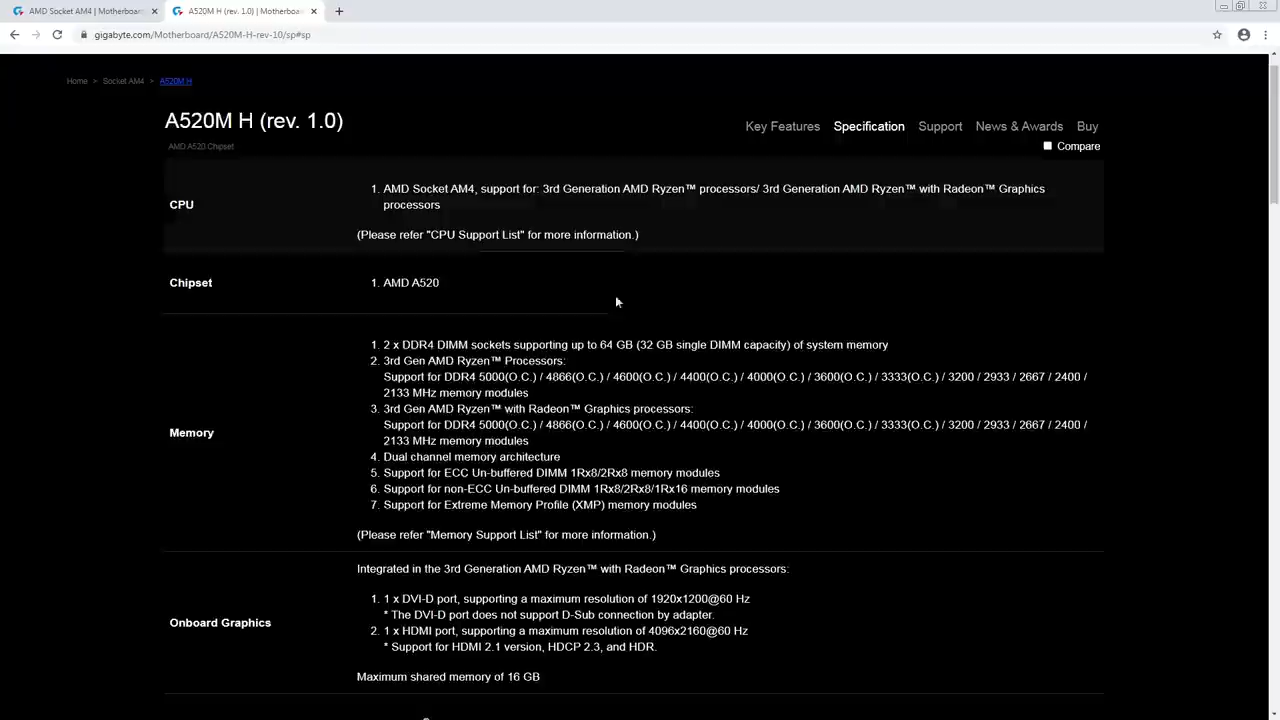 AMD Socket AM4 | Motherboard
A520M H (rev. 1.0) | Motherboa
gigabyte.com/Motherboard/A520M-H-rev-10/sp#sp
Home > Socket AM4 > A520M H
A520M H (rev. 1.0)
Key Features Specification Support News & Awards Buy
AMD A520 Chipset
Compare
CPU
1. AMD Socket AM4, support for: 3rd Generation AMD Ryzen™ processors/ 3rd Generation AMD Ryzen™ with Radeon™ Graphics
processors
(Please refer "CPU Support List" for more information.)
Chipset
1. AMD A520
Memory
1. 2 x DDR4 DIMM sockets supporting up to 64 GB (32 GB single DIMM capacity) of system memory
2. 3rd Gen AMD Ryzen™ Processors:
Support for DDR4 5000(O.C.) / 4866(O.C.) / 4600(O.C.) / 4400(O.C.) / 4000(O.C.) / 3600(O.C.) / 3333(O.C.) / 3200 / 2933 / 2667 / 2400 /
2133 MHz memory modules
3. 3rd Gen AMD Ryzen™ with Radeon™ Graphics processors:
Support for DDR4 5000(O.C.) / 4866(O.C.) / 4600(O.C.) / 4400(O.C.) / 4000(O.C.) / 3600(O.C.) / 3333(O.C.) / 3200 / 2933 / 2667 / 2400 /
2133 MHz memory modules
4. Dual channel memory architecture
5. Support for ECC Un-buffered DIMM 1Rx8/2Rx8 memory modules
6. Support for non-ECC Un-buffered DIMM 1Rx8/2Rx8/1Rx16 memory modules
7. Support for Extreme Memory Profile (XMP) memory modules
(Please refer "Memory Support List" for more information.)
Onboard Graphics
Integrated in the 3rd Generation AMD Ryzen™ with Radeon™ Graphics processors:
1. 1 x DVI-D port, supporting a maximum resolution of 1920x1200@60 Hz
* The DVI-D port does not support D-Sub connection by adapter.
2. 1 x HDMI port, supporting a maximum resolution of 4096x2160@60 Hz
* Support for HDMI 2.1 version, HDCP 2.3, and HDR.
Maximum shared memory of 16 GB